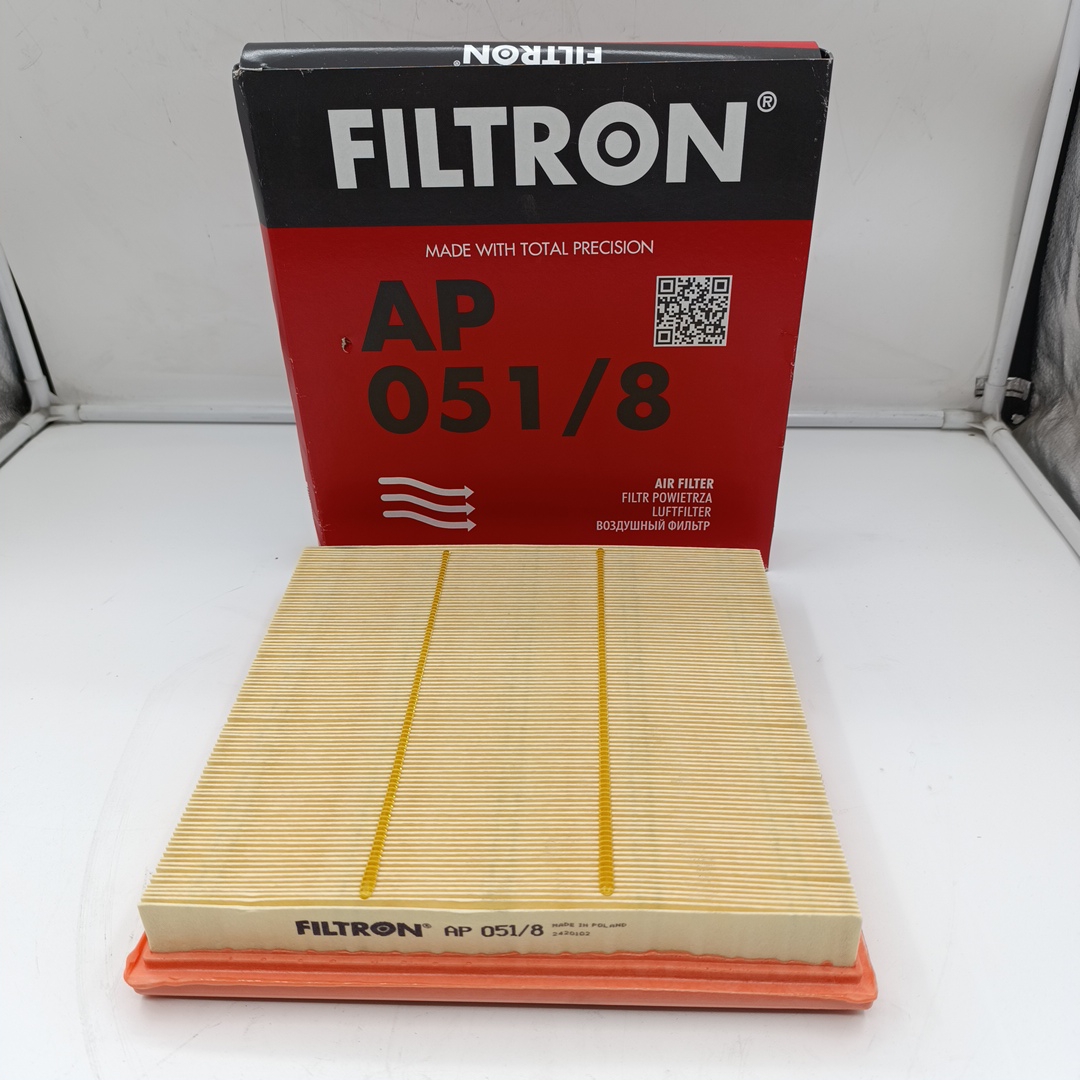 FILTRON®
FILTRON®
MADE WITH TOTAL PRECISION
AP
051/8
AIR FILTER
FILTR POWIETRZA
LUFTFILTER
ВОЗДУШНЫЙ ФИЛЬТР
FILTRON® AP 051/8 MADE IN POLAND
2420102